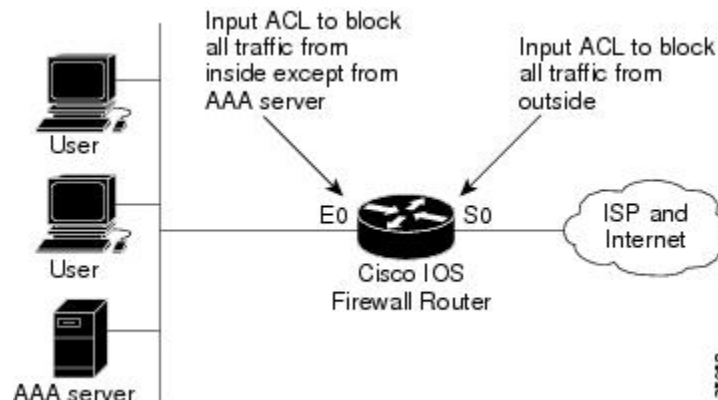 Input ACL to block
all traffic from
inside except from
AAA server
Input ACL to block
all traffic from
outside
User
User
AAA server
E0
S0
Cisco IOS
Firewall Router
ISP and
Internet